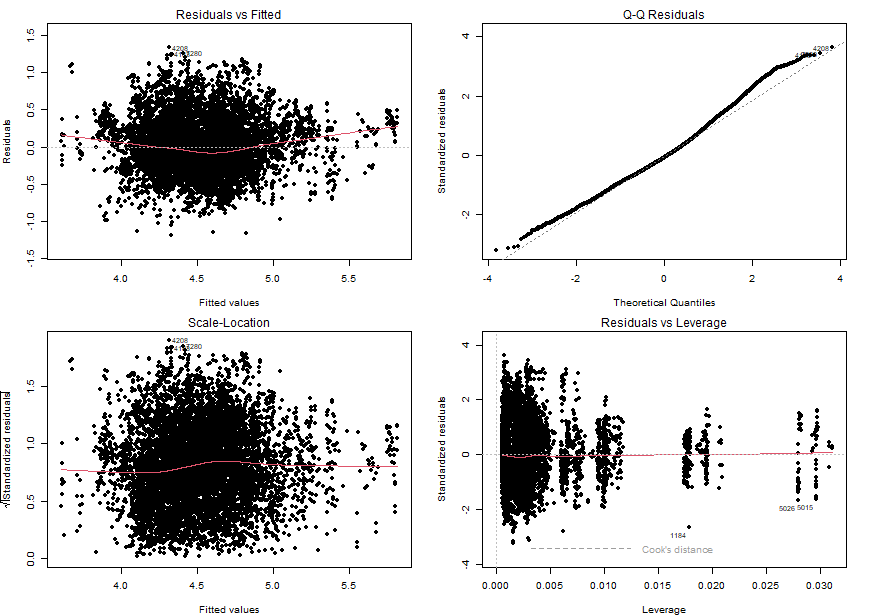 Residuals vs Fitted
Residuals
1.5
1.0
0.5
0.0
-0.5
-1.0
-1.5
4208
280
4.0 4.5 5.0 5.5
Fitted values
Q-Q Residuals
Standardized residuals
4
2
0
-2
4208
-4 -2 0 2 4
Theoretical Quantiles
Scale-Location
√|Standardized residuals|
1.5
1.0
0.5
0.0
4208
280
4.0 4.5 5.0 5.5
Fitted values
Residuals vs Leverage
Standardized residuals
4
2
0
-2
-4
5026 5015
1184
Cook's distance
0.000 0.005 0.010 0.015 0.020 0.025 0.030
Leverage